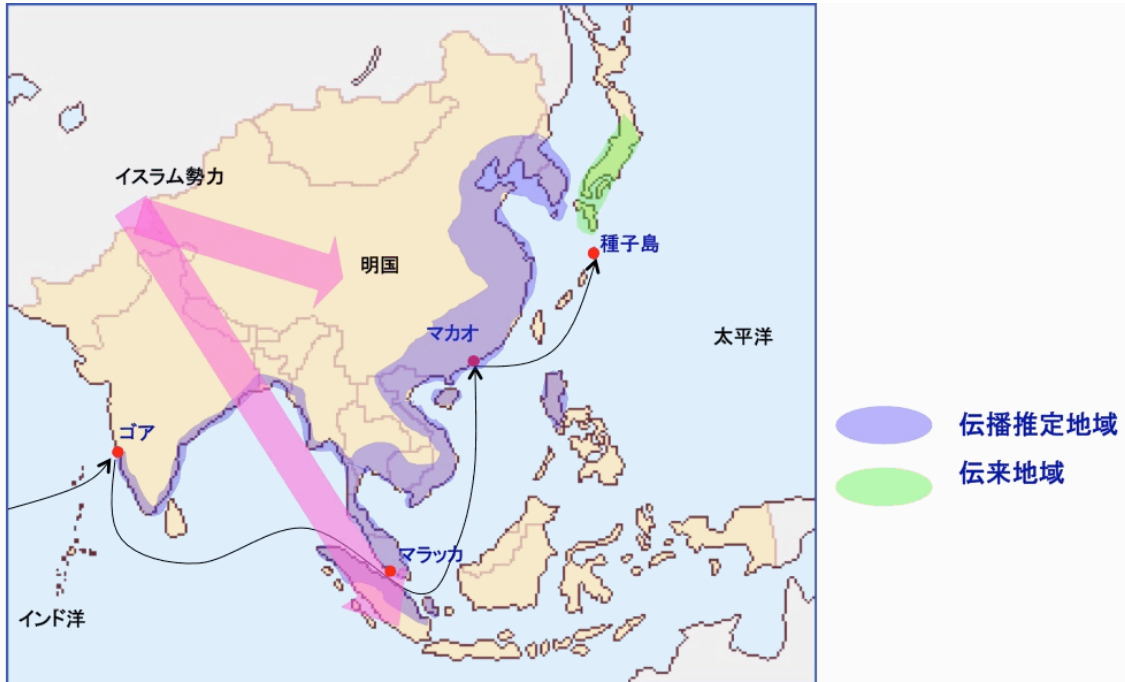 イスラム勢力
種子島
明国
マカオ
太平洋
ゴア
伝播推定地域
伝来地域
マラッカ
インド洋